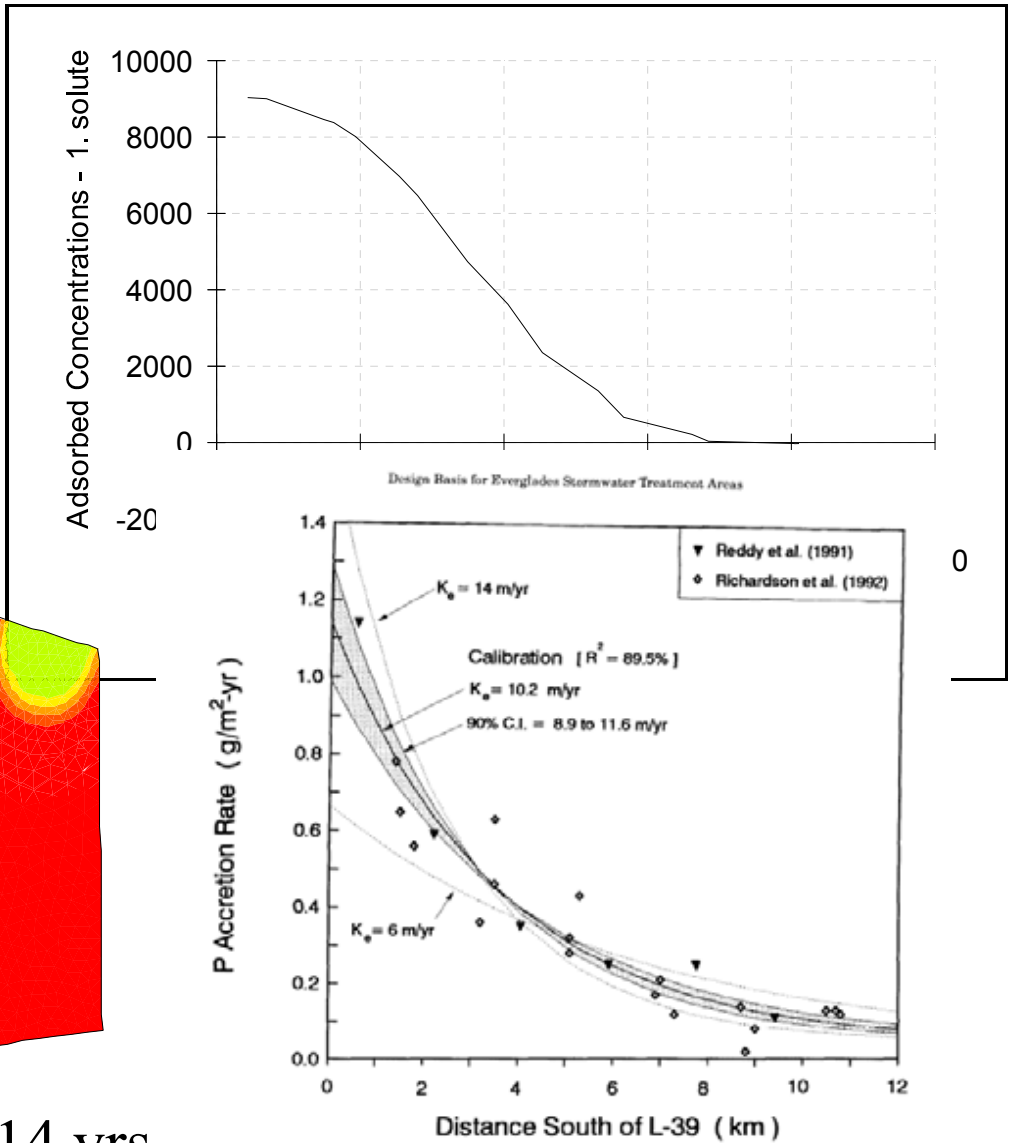 Adsorbed Concentrations - 1. solute
10000
8000
6000
4000
2000
0
-20
0
Design Basis for Everglades Stormwater Treatment Areas
P Accretion Rate ( g/m²-yr )
1.4
1.2
1.0
0.8
0.6
0.4
0.2
0.0
Reddy et al. (1991)
Richardson et al. (1992)
Kₑ = 14 m/yr
Calibration [ R² = 89.5% ]
Kₑ = 10.2 m/yr
90% C.I. = 8.9 to 11.6 m/yr
Kₑ = 6 m/yr
0 2 4 6 8 10 12
Distance South of L-39 ( km )
14 yrs